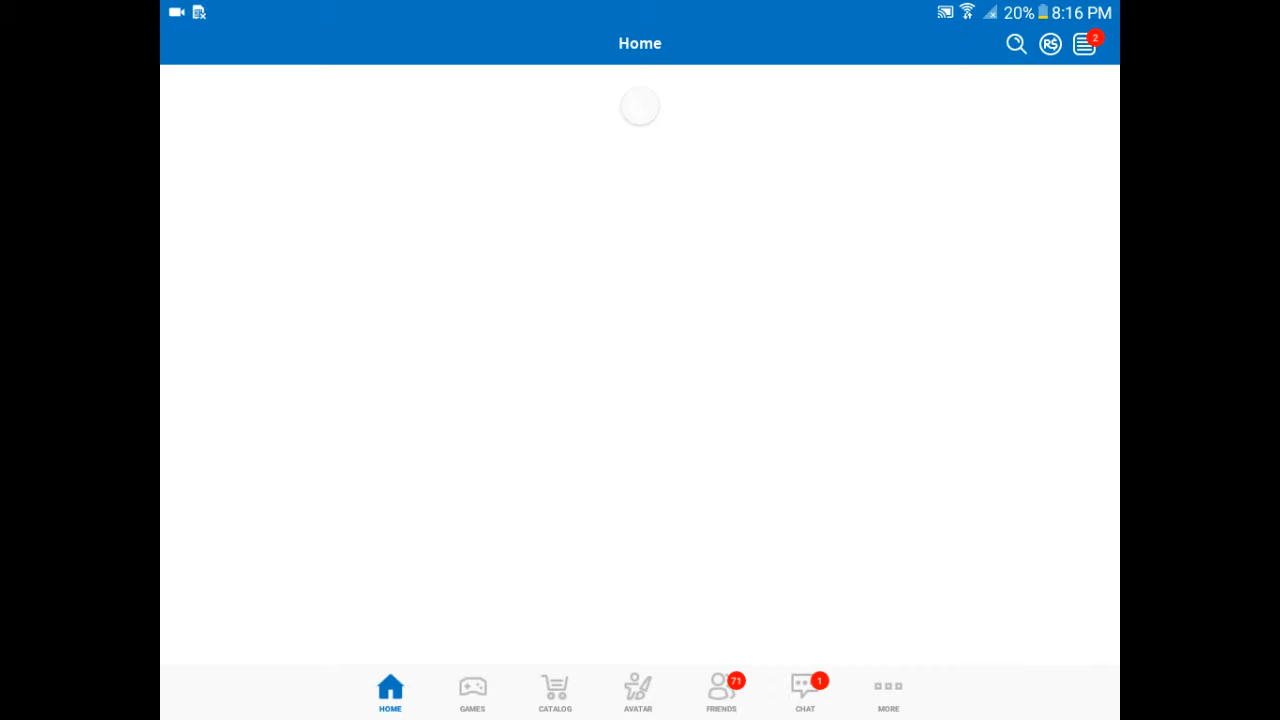 20% 8:16 PM
Home
R$
2
71
1
HOME
GAMES
CATALOG
AVATAR
FRIENDS
CHAT
MORE